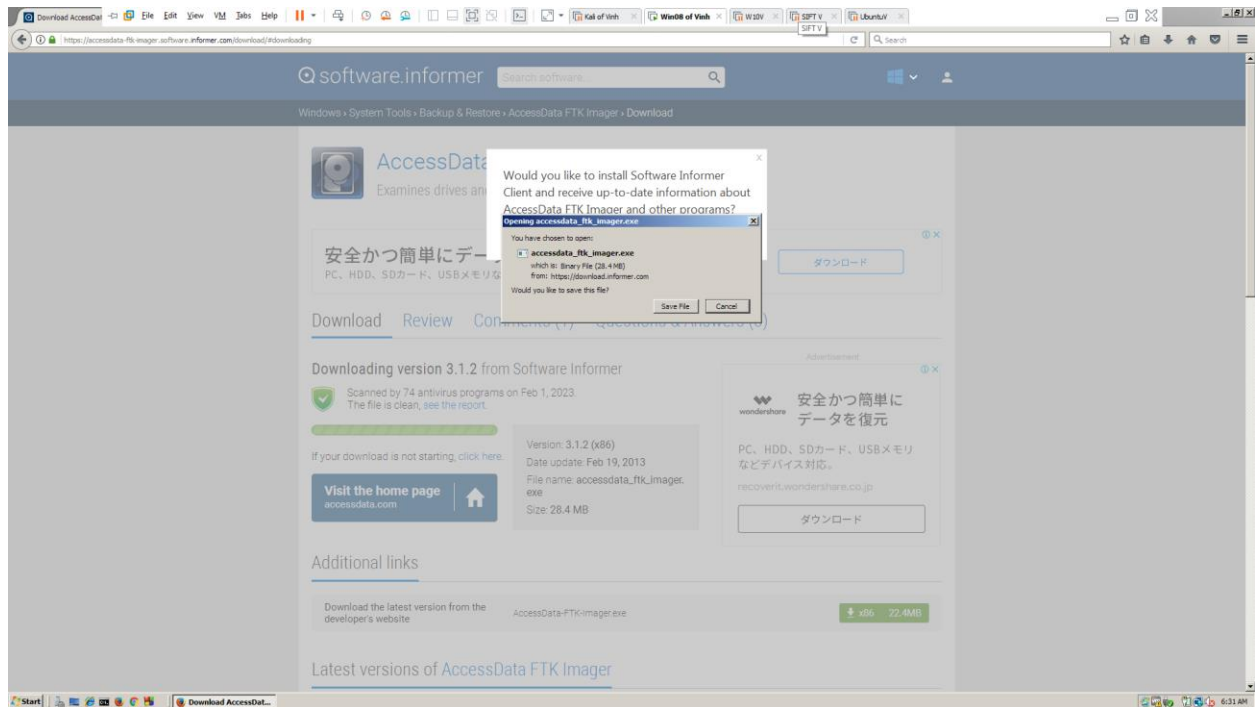 Download AccessDat
File Edit View VM Tabs Help
Kali of Vinh
Win08 of Vinh
W10V
SIFT V
UbuntuV
SIFT V
https://accessdata-ftk-imager.software.informer.com/download/#downloading
Search
software.informer
Search software...
Windows › System Tools › Backup & Restore › AccessData FTK Imager › Download
AccessData
Examines drives an
Would you like to install Software Informer
Client and receive up-to-date information about
AccessData FTK Imager and other programs?
Opening accessdata_ftk_imager.exe
You have chosen to open:
accessdata_ftk_imager.exe
which is: Binary File (28.4 MB)
from: https://download.informer.com
Would you like to save this file?
Save File Cancel
安全かつ簡単にデー
PC、HDD、SDカード、USBメモリな
ダウンロード
Download Review Com
Downloading version 3.1.2 from Software Informer
Scanned by 74 antivirus programs on Feb 1, 2023.
The file is clean, see the report.
If your download is not starting, click here.
Visit the home page
accessdata.com
Version: 3.1.2 (x86)
Date update: Feb 19, 2013
File name: accessdata_ftk_imager.
exe
Size: 28.4 MB
Advertisement
wondershare
安全かつ簡単に
データを復元
PC、HDD、SDカード、USBメモリ
などデバイス対応。
recoverit.wondershare.co.jp
ダウンロード
Additional links
Download the latest version from the
developer's website
AccessData-FTK-Imager.exe
x86 22.4MB
Latest versions of AccessData FTK Imager
Start
Download AccessDat...
6:31 AM